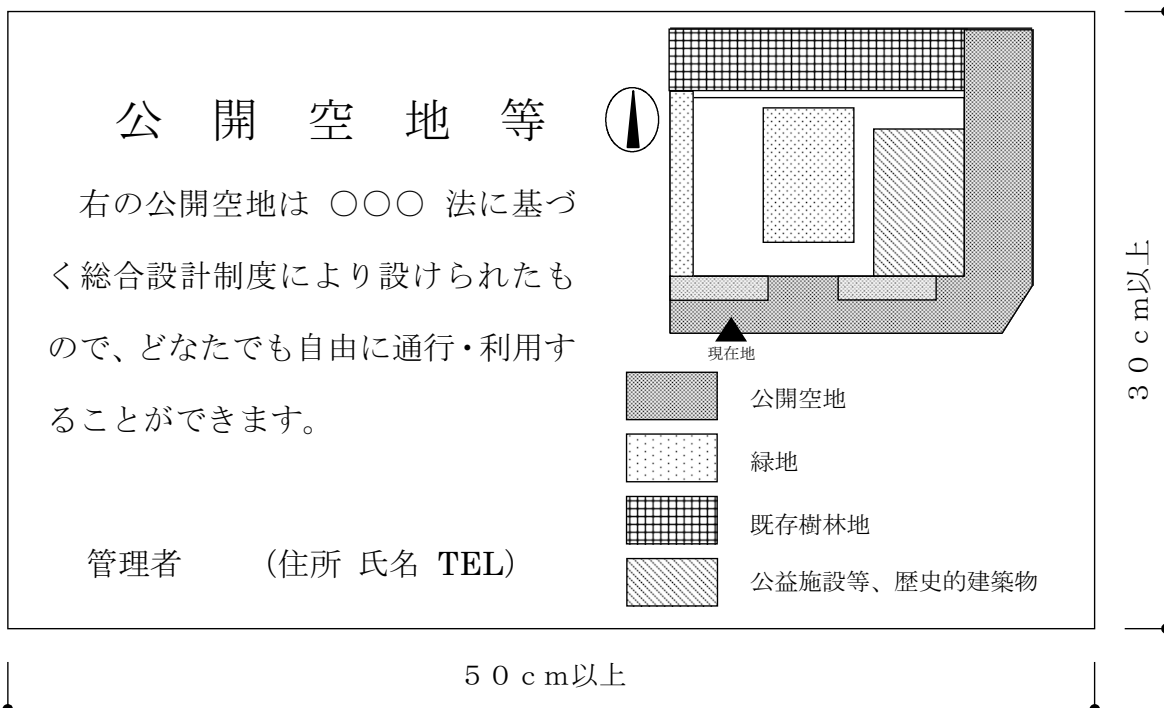 公開空地等
右の公開空地は ○○○ 法に基づ
く総合設計制度により設けられたも
ので、どなたでも自由に通行・利用す
ることができます。
管理者 (住所 氏名 TEL)
現在地
公開空地
緑地
既存樹林地
公益施設等、歴史的建築物
30cm以上
50cm以上